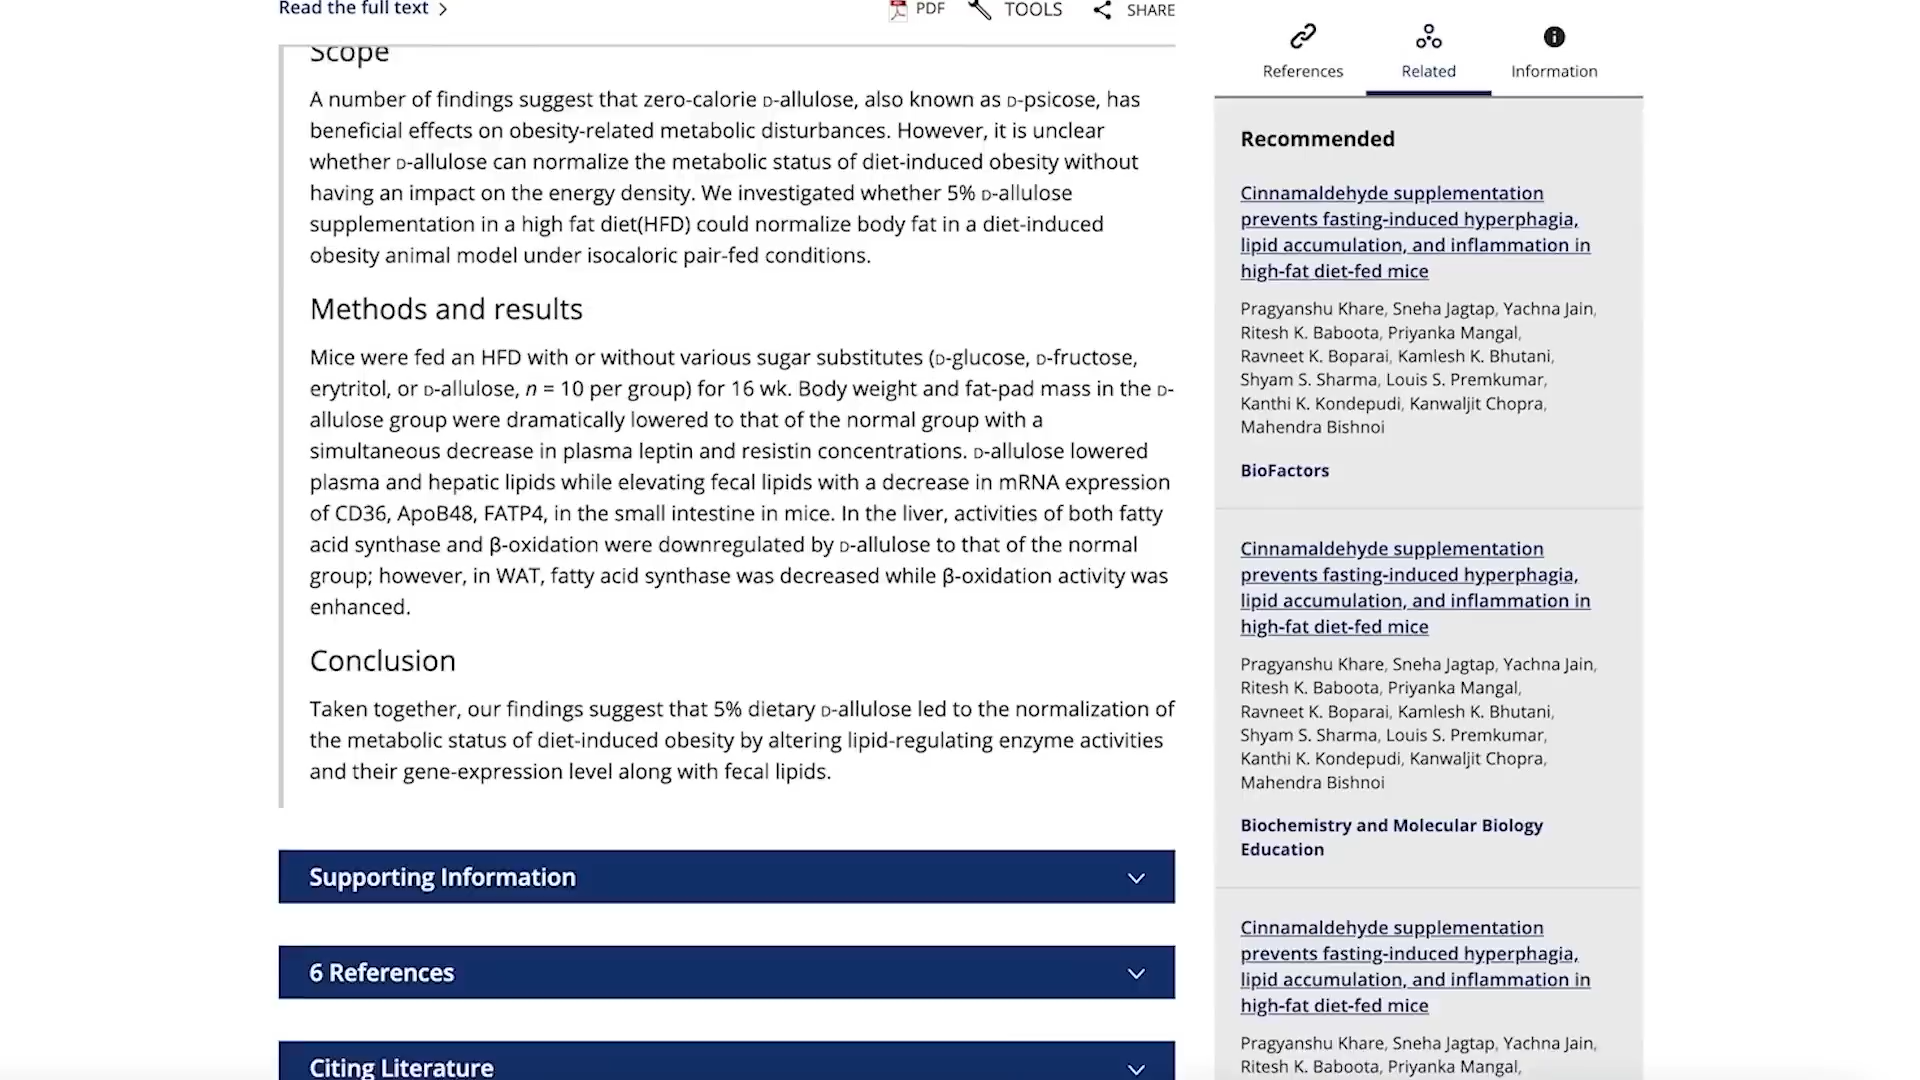 Read the full text
PDF
TOOLS
SHARE
Scope
A number of findings suggest that zero-calorie D-allulose, also known as D-psicose, has
beneficial effects on obesity-related metabolic disturbances. However, it is unclear
whether D-allulose can normalize the metabolic status of diet-induced obesity without
having an impact on the energy density. We investigated whether 5% D-allulose
supplementation in a high fat diet(HFD) could normalize body fat in a diet-induced
obesity animal model under isocaloric pair-fed conditions.
Methods and results
Mice were fed an HFD with or without various sugar substitutes (D-glucose, D-fructose,
erytritol, or D-allulose, n = 10 per group) for 16 wk. Body weight and fat-pad mass in the D-
allulose group were dramatically lowered to that of the normal group with a
simultaneous decrease in plasma leptin and resistin concentrations. D-allulose lowered
plasma and hepatic lipids while elevating fecal lipids with a decrease in mRNA expression
of CD36, ApoB48, FATP4, in the small intestine in mice. In the liver, activities of both fatty
acid synthase and β-oxidation were downregulated by D-allulose to that of the normal
group; however, in WAT, fatty acid synthase was decreased while β-oxidation activity was
enhanced.
Conclusion
Taken together, our findings suggest that 5% dietary D-allulose led to the normalization of
the metabolic status of diet-induced obesity by altering lipid-regulating enzyme activities
and their gene-expression level along with fecal lipids.
Supporting Information
6 References
Citing Literature
References
Related
Information
Recommended
Cinnamaldehyde supplementation
prevents fasting-induced hyperphagia,
lipid accumulation, and inflammation in
high-fat diet-fed mice
Pragyanshu Khare, Sneha Jagtap, Yachna Jain,
Ritesh K. Baboota, Priyanka Mangal,
Ravneet K. Boparai, Kamlesh K. Bhutani,
Shyam S. Sharma, Louis S. Premkumar,
Kanthi K. Kondepudi, Kanwaljit Chopra,
Mahendra Bishnoi
BioFactors
Cinnamaldehyde supplementation
prevents fasting-induced hyperphagia,
lipid accumulation, and inflammation in
high-fat diet-fed mice
Pragyanshu Khare, Sneha Jagtap, Yachna Jain,
Ritesh K. Baboota, Priyanka Mangal,
Ravneet K. Boparai, Kamlesh K. Bhutani,
Shyam S. Sharma, Louis S. Premkumar,
Kanthi K. Kondepudi, Kanwaljit Chopra,
Mahendra Bishnoi
Biochemistry and Molecular Biology
Education
Cinnamaldehyde supplementation
prevents fasting-induced hyperphagia,
lipid accumulation, and inflammation in
high-fat diet-fed mice
Pragyanshu Khare, Sneha Jagtap, Yachna Jain,
Ritesh K. Baboota, Priyanka Mangal,